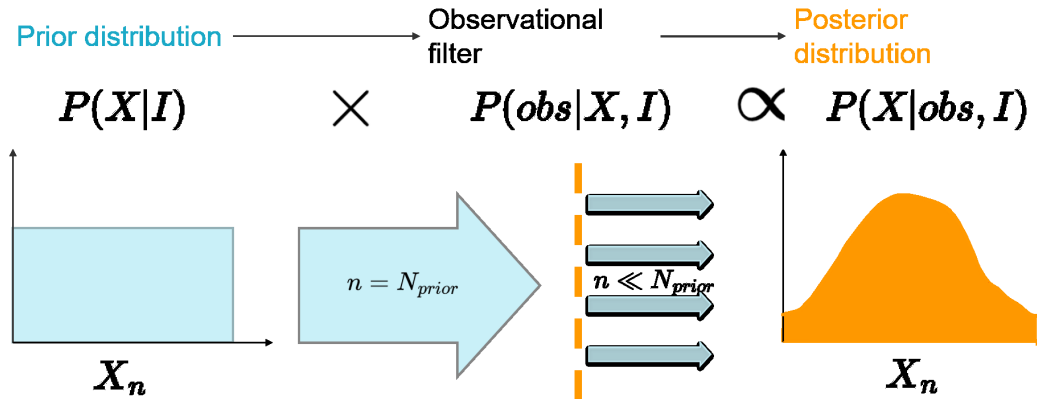 Prior distribution
Observational
filter
Posterior
distribution
P(X|I)
×
P(obs|X, I)
∝
P(X|obs, I)
n = N_prior
n ≪ N_prior
X_n
X_n